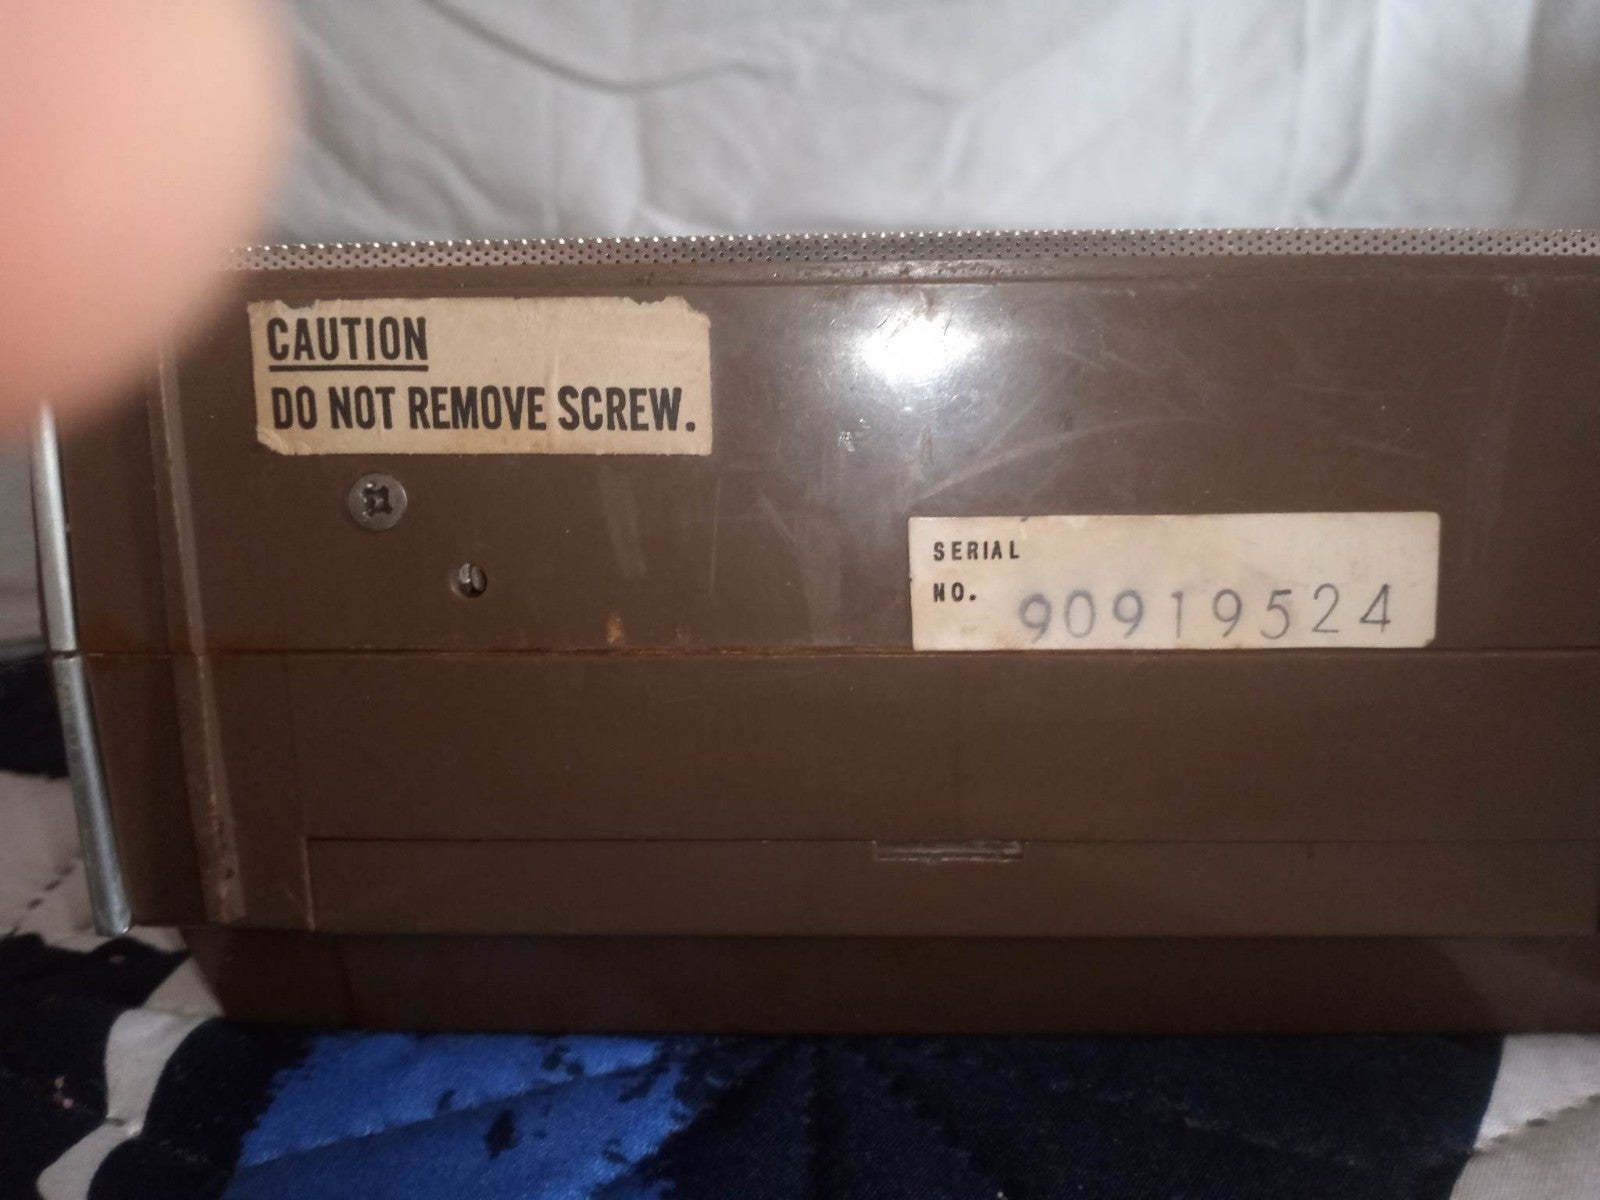 CAUTION
DO NOT REMOVE SCREW.
SERIAL
NO. 90919524